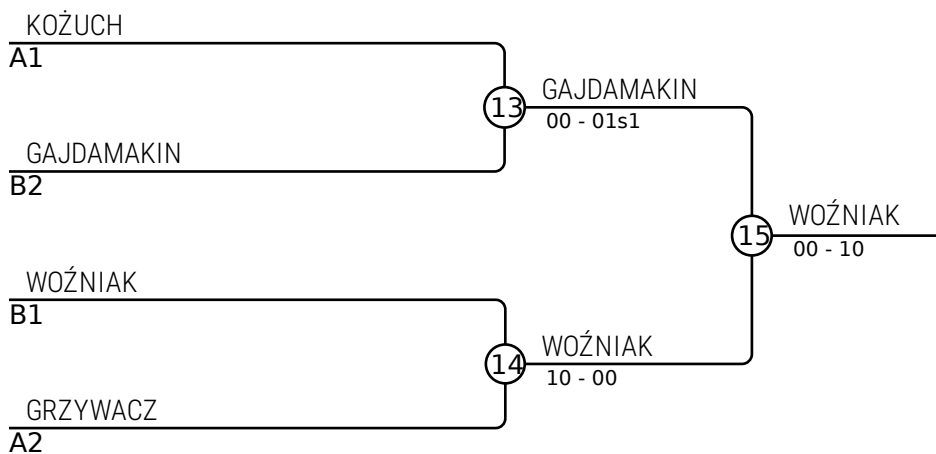 KOŻUCH
A1
13
GAJDAMAKIN
00 - 01s1
GAJDAMAKIN
B2
15
WOŹNIAK
00 - 10
WOŹNIAK
B1
14
WOŹNIAK
10 - 00
GRZYWACZ
A2